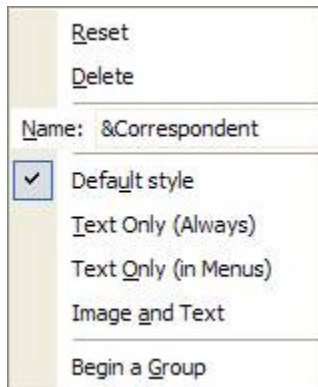 Reset
Delete
Name: &Correspondent
Default style
Text Only (Always)
Text Only (in Menus)
Image and Text
Begin a Group